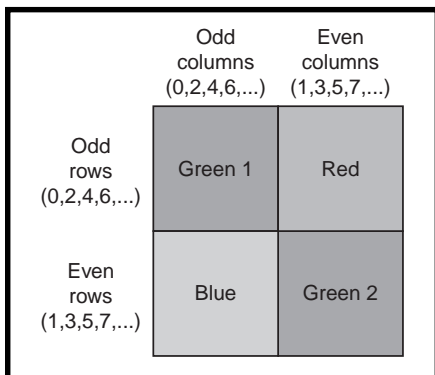 Odd
columns
(0,2,4,6,...)
Even
columns
(1,3,5,7,...)
Odd
rows
(0,2,4,6,...)
Green 1
Red
Even
rows
(1,3,5,7,...)
Blue
Green 2